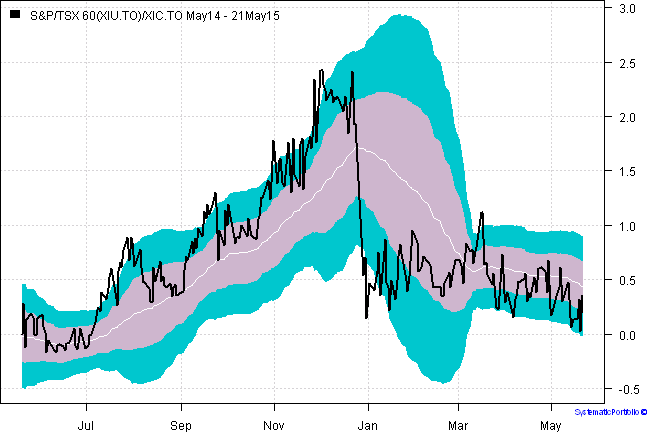 S&P/TSX 60(XIU.TO)/XIC.TO May14 - 21May15
3.0
2.5
2.0
1.5
1.0
0.5
0.0
-0.5
Jul Sep Nov Jan Mar May
SystematicPortfolio ©